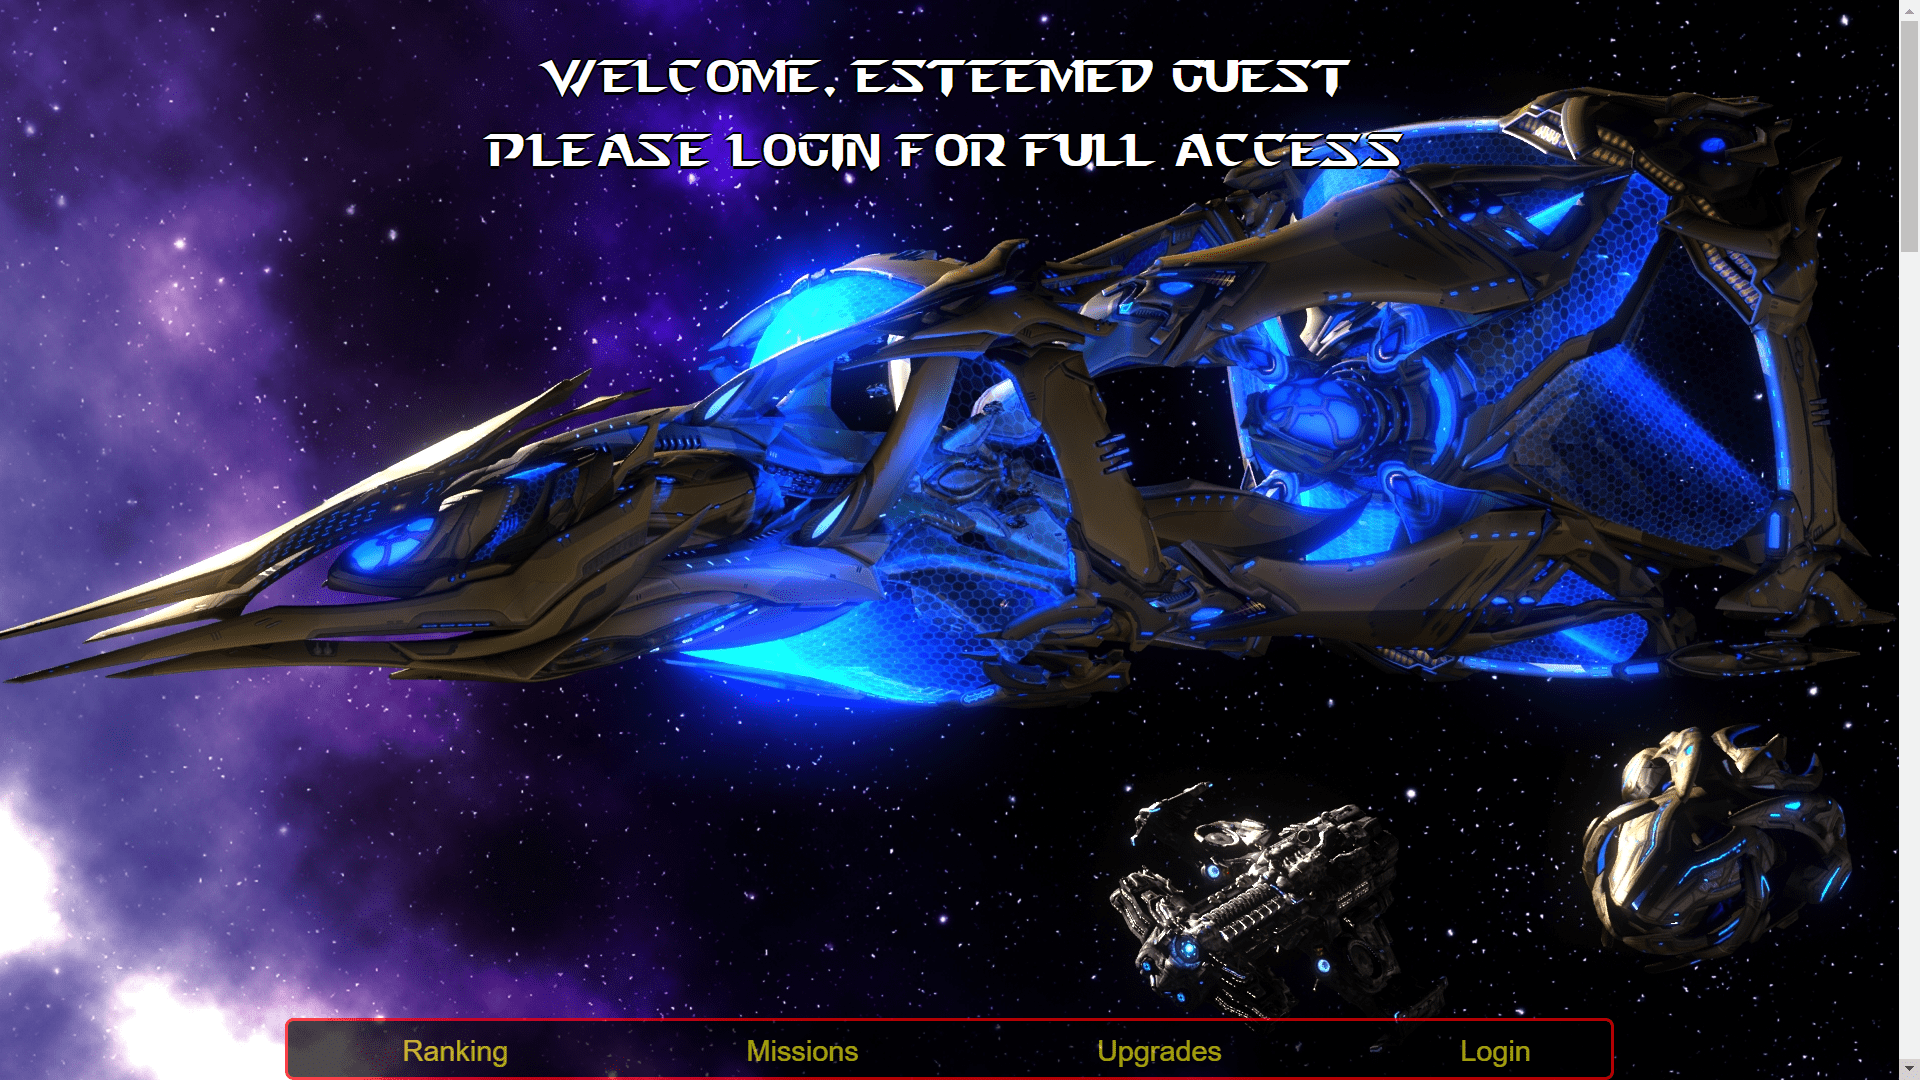 WELCOME, ESTEEMED GUEST
PLEASE LOGIN FOR FULL ACCESS
Ranking Missions Upgrades Login